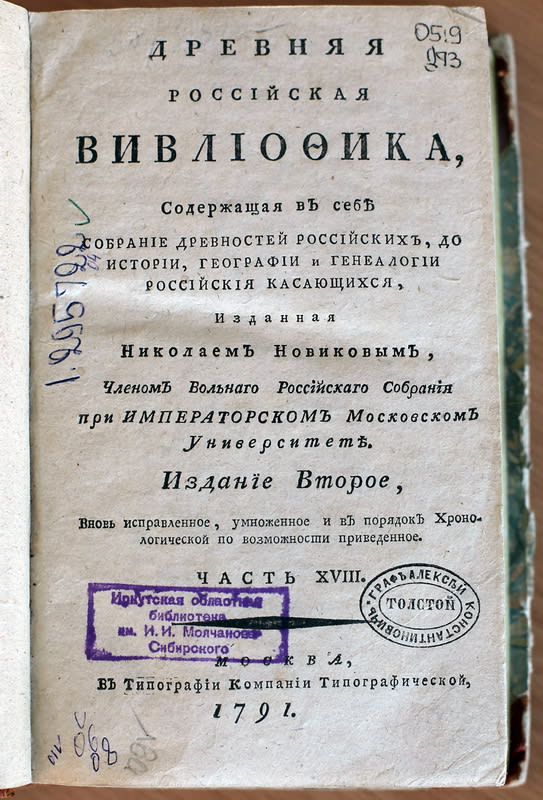 ДРЕВНЯЯ
РОССІЙСКАЯ
ВИВЛІОѲИКА,
Содержащая въ себѣ
СОБРАНІЕ ДРЕВНОСТЕЙ РОССІЙСКИХЪ, ДО
ИСТОРІИ, ГЕОГРАФІИ и ГЕНЕАЛОГІИ
РОССІЙСКІЯ КАСАЮЩИХСЯ,
Изданная
Николаемъ Новиковымъ,
Членомъ Вольнаго Россійскаго Собранія
при ИМПЕРАТОРСКОМЪ Московскомъ
Университетѣ.
Изданіе Второе,
Вновь исправленное, умноженное и въ порядокъ Хроно-
логической по возможности приведенное.
ЧАСТЬ XVIII.
МОСКВА,
Въ Типографіи Компаніи Типографической,
1791.
Иркутская областная
библиотека
им. И. И. Молчанова-
Сибирского
ГРАФЪ АЛЕКСѢЙ КОНСТАНТИНОВИЧЪ
ТОЛСТОЙ
05:9